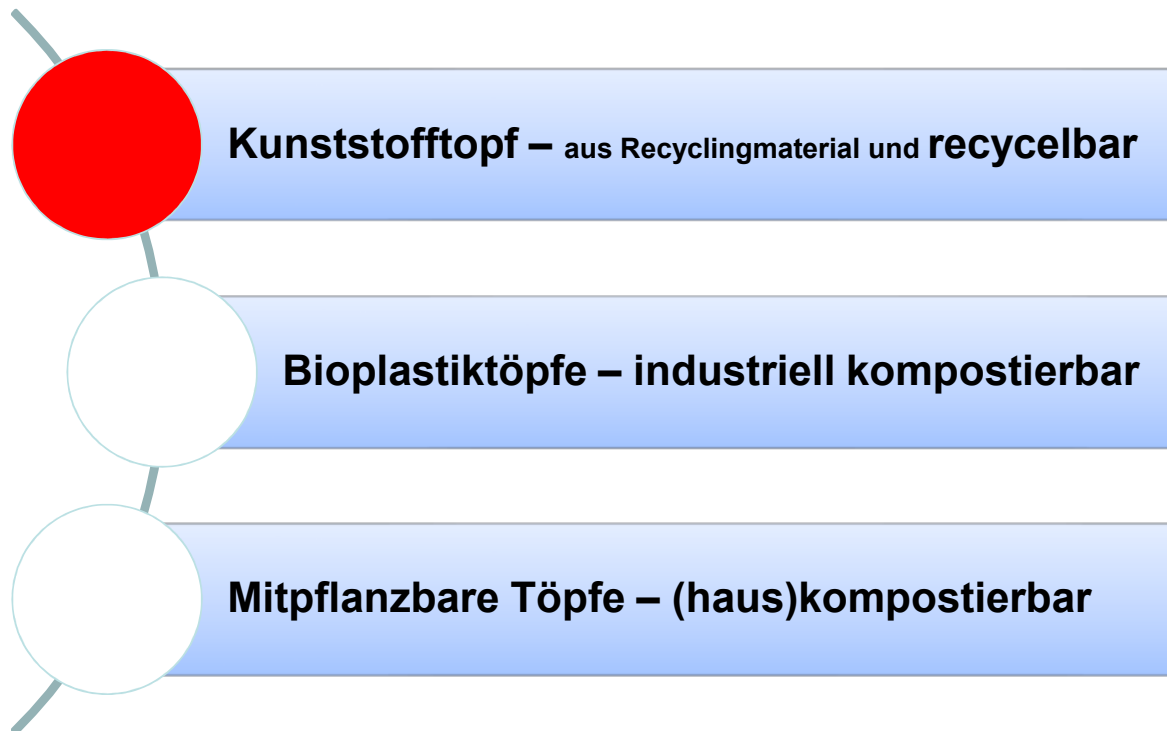 Kunststofftopf – aus Recyclingmaterial und recycelbar
Bioplastiktöpfe – industriell kompostierbar
Mitpflanzbare Töpfe – (haus)kompostierbar